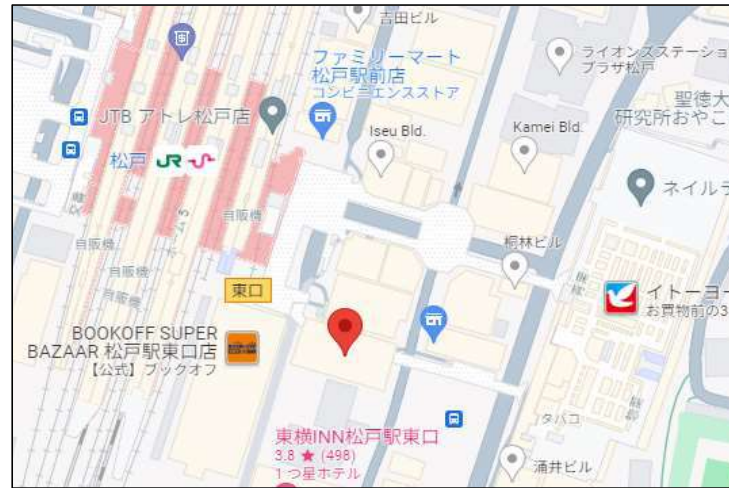 吉田ビル
ファミリーマート
松戸駅前店
コンビニエンスストア
ライオンズステーショ
プラザ松戸
聖徳大
研究所おやこ
JTB アトレ松戸店
Iseu Bld.
Kamei Bld.
松戸 JR
ネイルラ
自販機
ホーム5
自販機
自販機
自販機
桐林ビル
東口
イトーヨー
お買物前の3
BOOKOFF SUPER
BAZAAR 松戸駅東口店
【公式】ブックオフ
タバコ
東横INN松戸駅東口
3.8 ★ (498)
1 つ星ホテル
涌井ビル